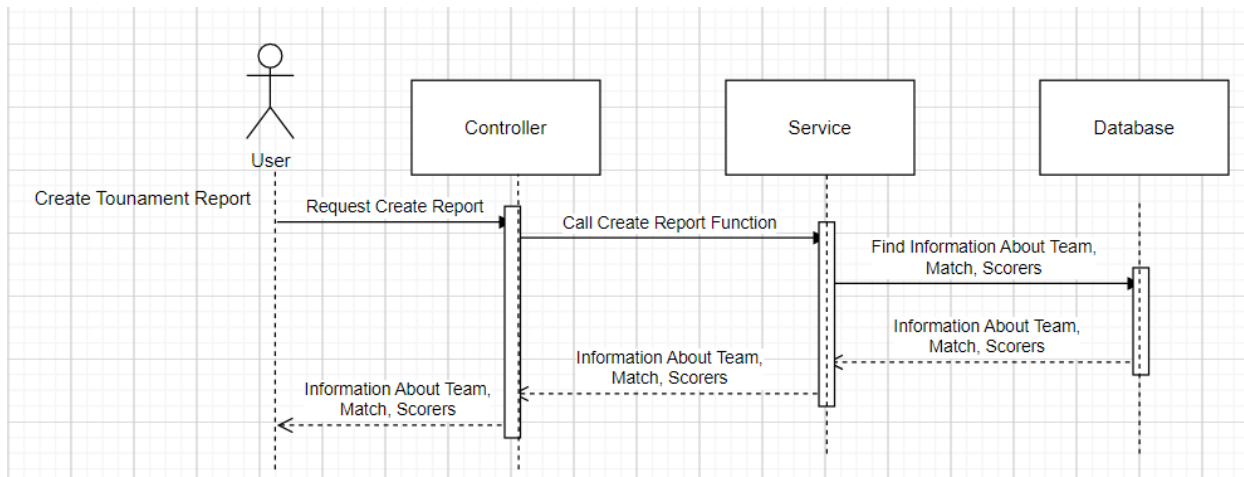 Controller
Service
Database
User
Create Tounament Report
Request Create Report
Call Create Report Function
Find Information About Team,
Match, Scorers
Information About Team,
Match, Scorers
Information About Team,
Match, Scorers
Information About Team,
Match, Scorers